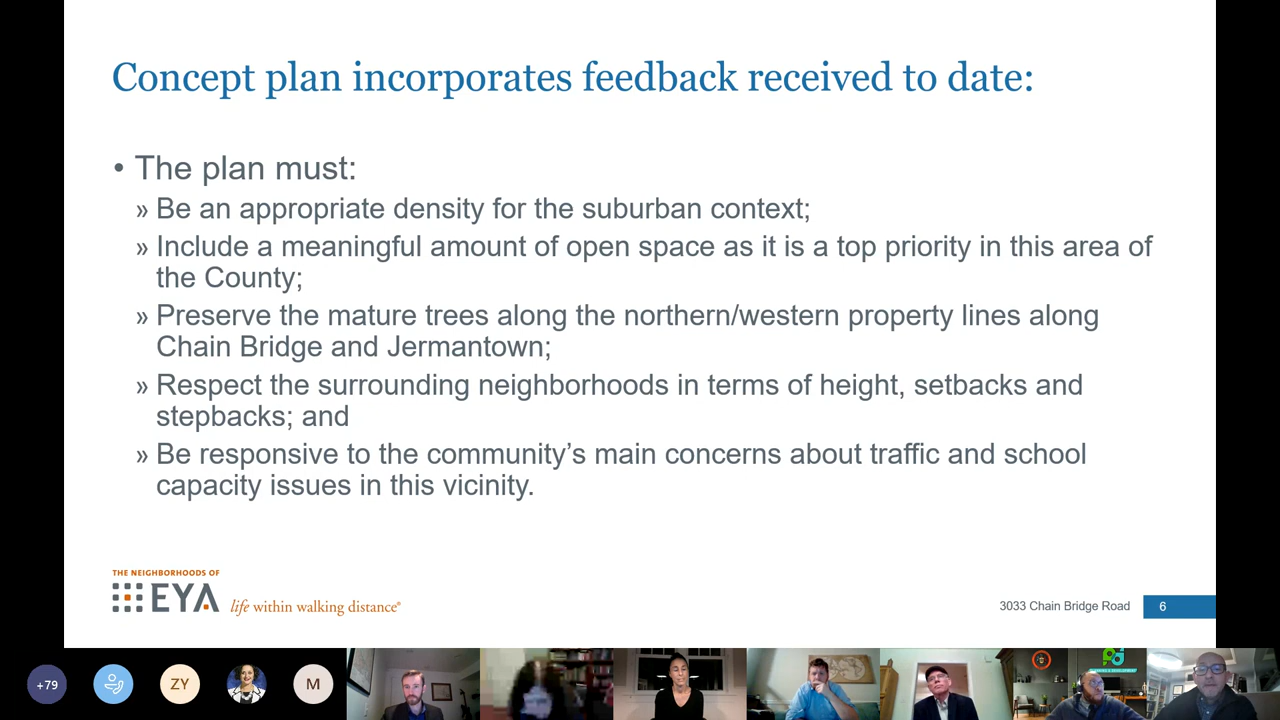 Concept plan incorporates feedback received to date:
• The plan must:
» Be an appropriate density for the suburban context;
» Include a meaningful amount of open space as it is a top priority in this area of
the County;
» Preserve the mature trees along the northern/western property lines along
Chain Bridge and Jermantown;
» Respect the surrounding neighborhoods in terms of height, setbacks and
stepbacks; and
» Be responsive to the community’s main concerns about traffic and school
capacity issues in this vicinity.
THE NEIGHBORHOODS OF
EYA life within walking distance®
3033 Chain Bridge Road 6
+79 ZY M
PD
PLANNING & DEVELOPMENT